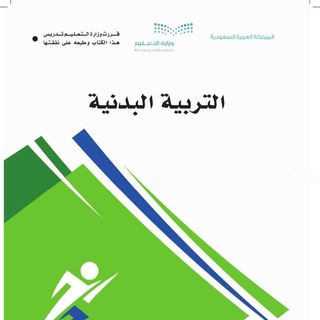 المملكة العربية السعودية
وزارة التعليم
Ministry of Education
قررت وزارة التعليم تدريس
هذا الكتاب وطبعه على نفقتها
التربية البدنية